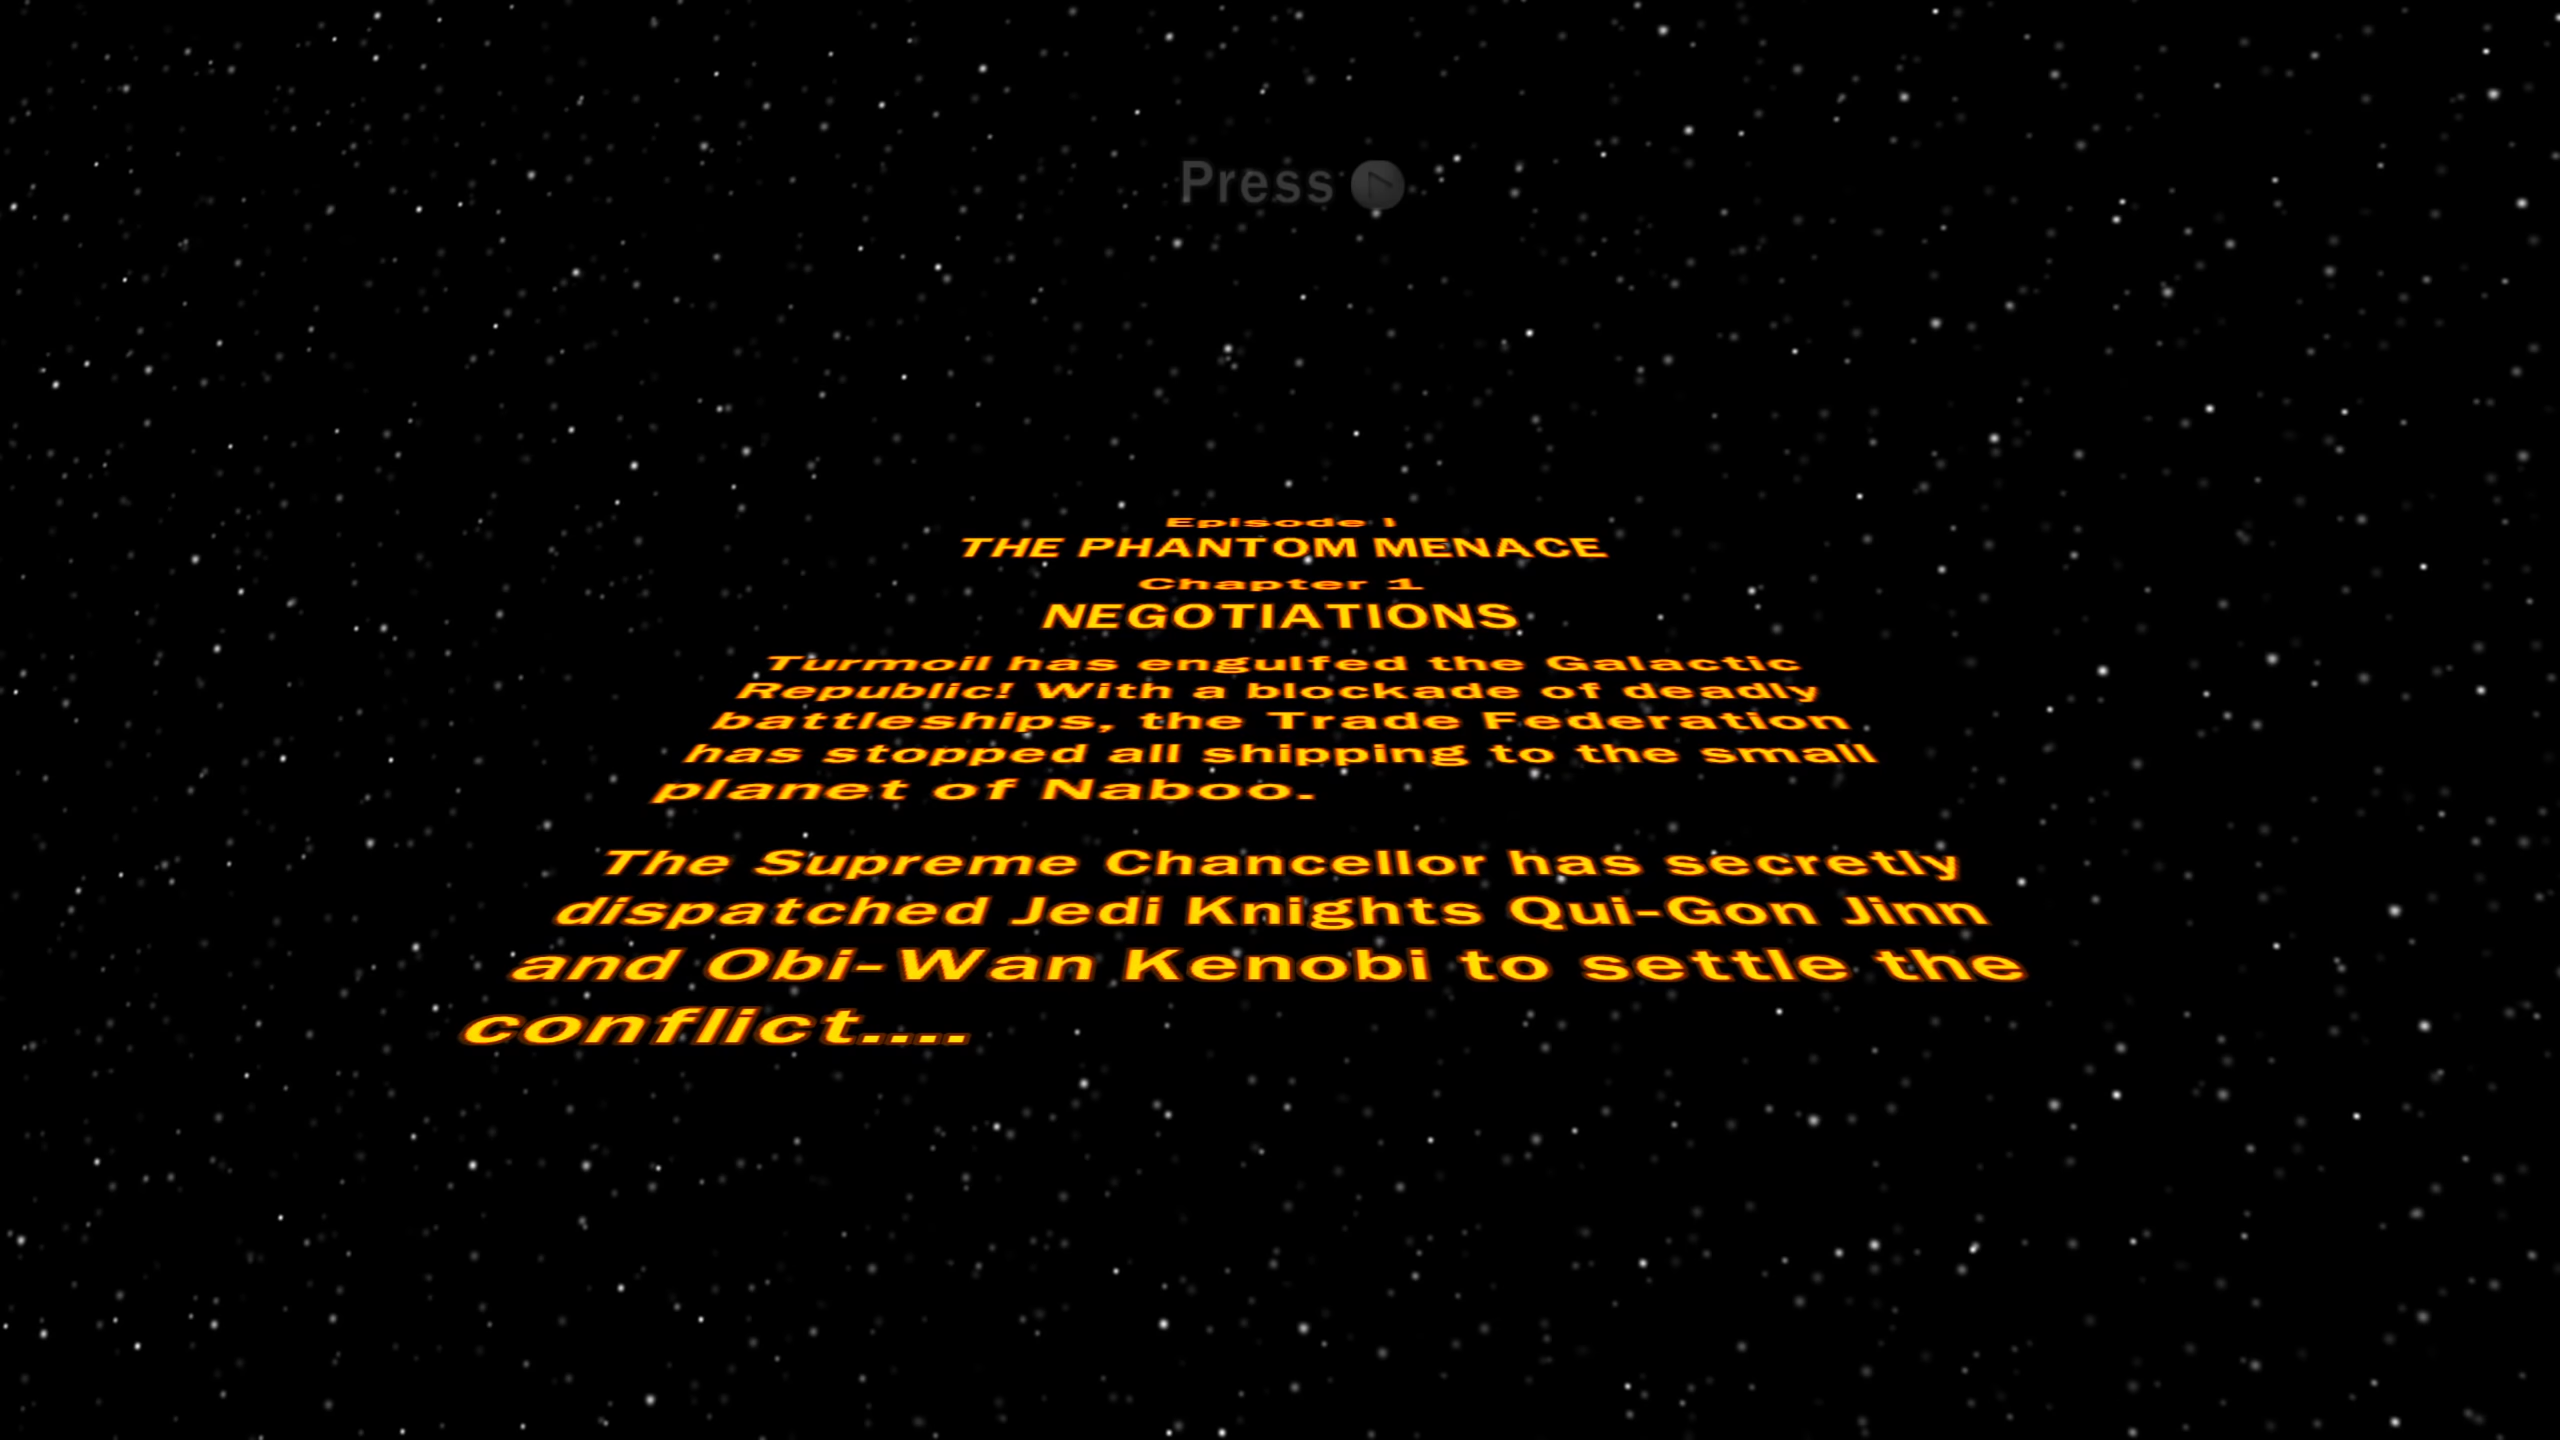 Press
Episode I
THE PHANTOM MENACE
Chapter 1
NEGOTIATIONS
Turmoil has engulfed the Galactic
Republic! With a blockade of deadly
battleships, the Trade Federation
has stopped all shipping to the small
planet of Naboo.
The Supreme Chancellor has secretly
dispatched Jedi Knights Qui-Gon Jinn
and Obi-Wan Kenobi to settle the
conflict....